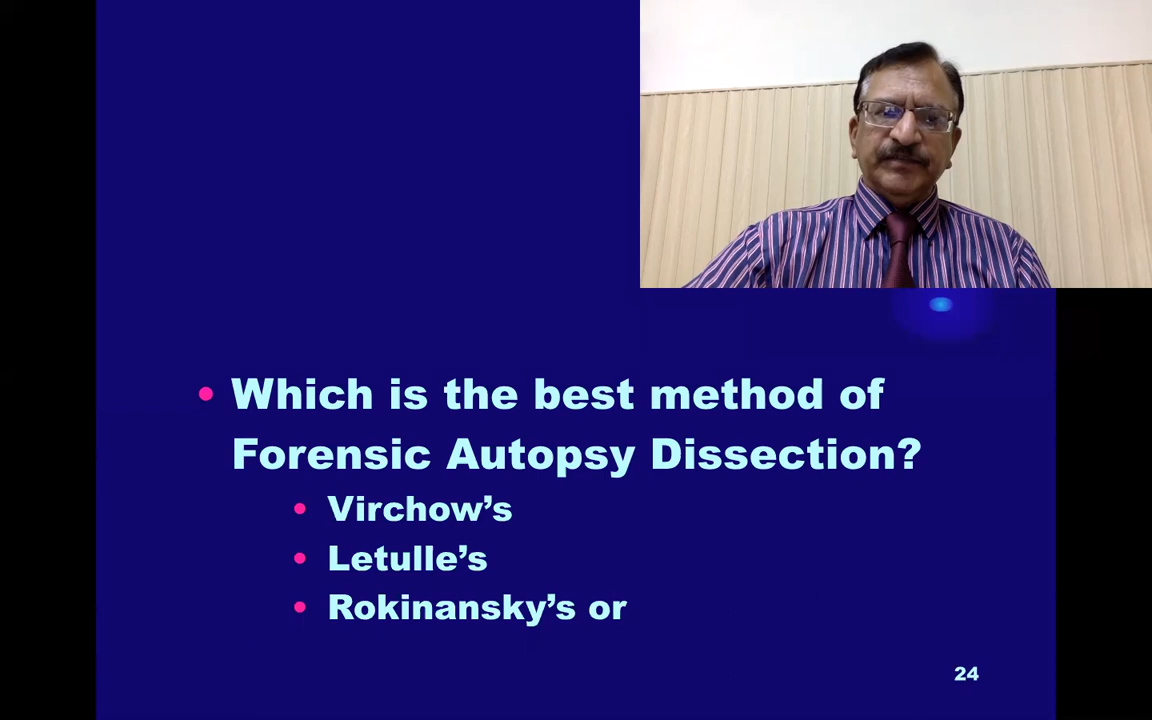 Which is the best method of
Forensic Autopsy Dissection?
Virchow’s
Letulle’s
Rokinansky’s or
24